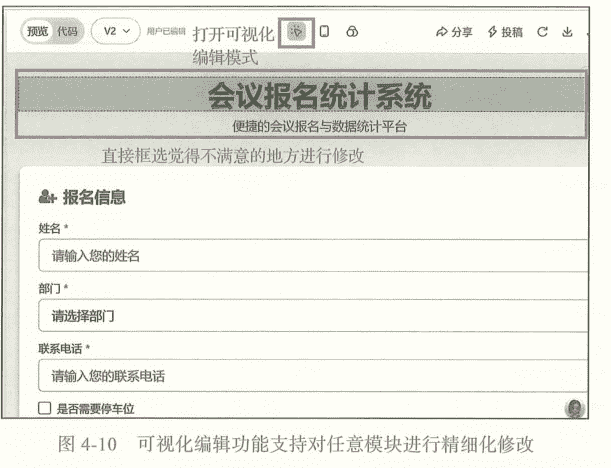 预览 代码 V2 用户已编辑 打开可视化 分享 投稿
编辑模式
会议报名统计系统
便捷的会议报名与数据统计平台
直接框选觉得不满意的地方进行修改
报名信息
姓名 *
请输入您的姓名
部门 *
请选择部门
联系电话 *
请输入您的联系电话
是否需要停车位
图 4-10 可视化编辑功能支持对任意模块进行精细化修改